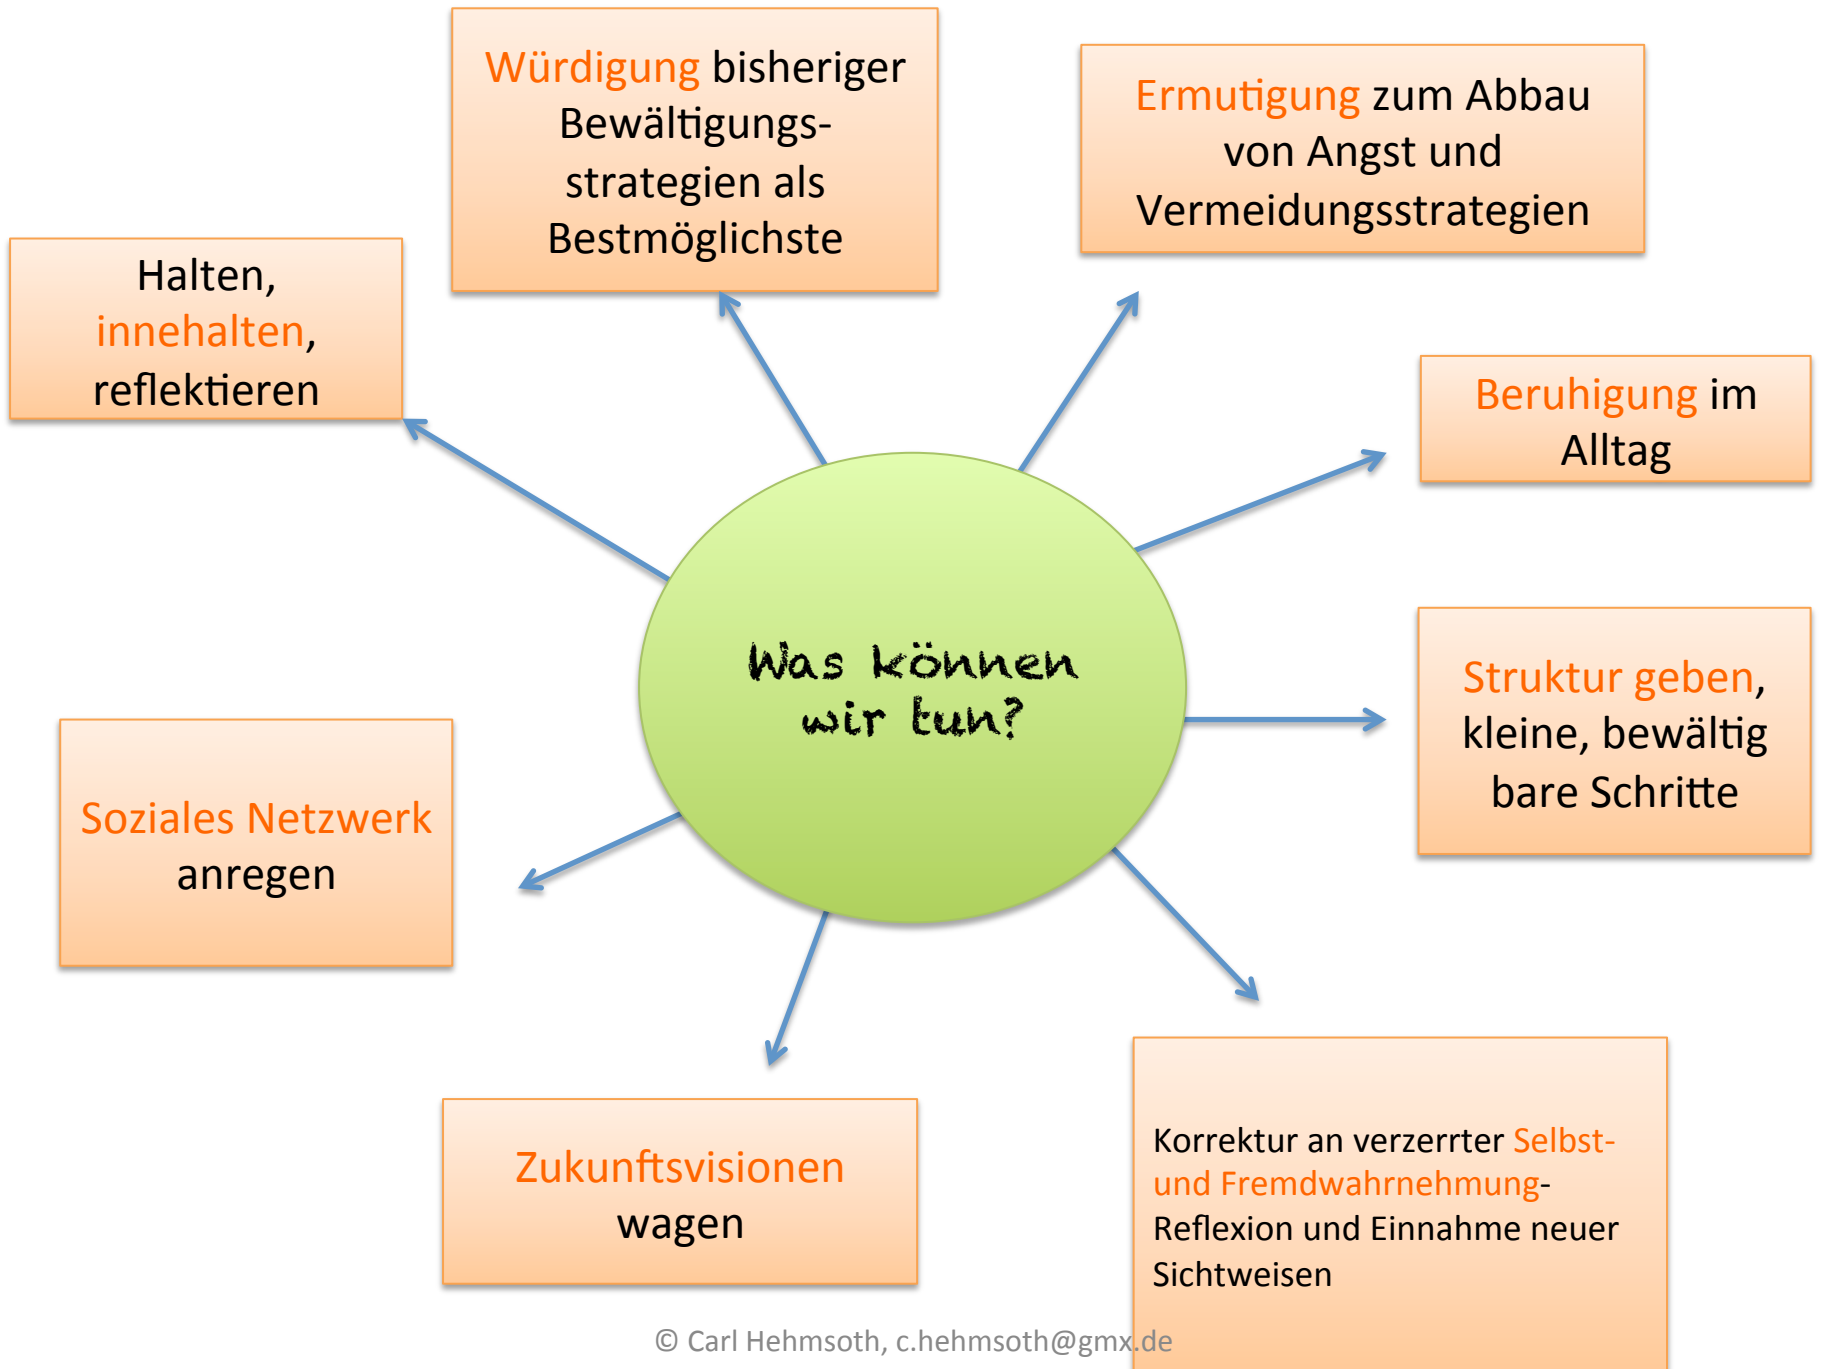 Würdigung bisheriger
Bewältigungs-
strategien als
Bestmöglichste
Ermutigung zum Abbau
von Angst und
Vermeidungsstrategien
Halten,
innehalten,
reflektieren
Beruhigung im
Alltag
Was können
wir tun?
Struktur geben,
kleine, bewältig
bare Schritte
Soziales Netzwerk
anregen
Zukunftsvisionen
wagen
Korrektur an verzerrter Selbst-
und Fremdwahrnehmung-
Reflexion und Einnahme neuer
Sichtweisen
© Carl Hehmsoth, c.hehmsoth@gmx.de